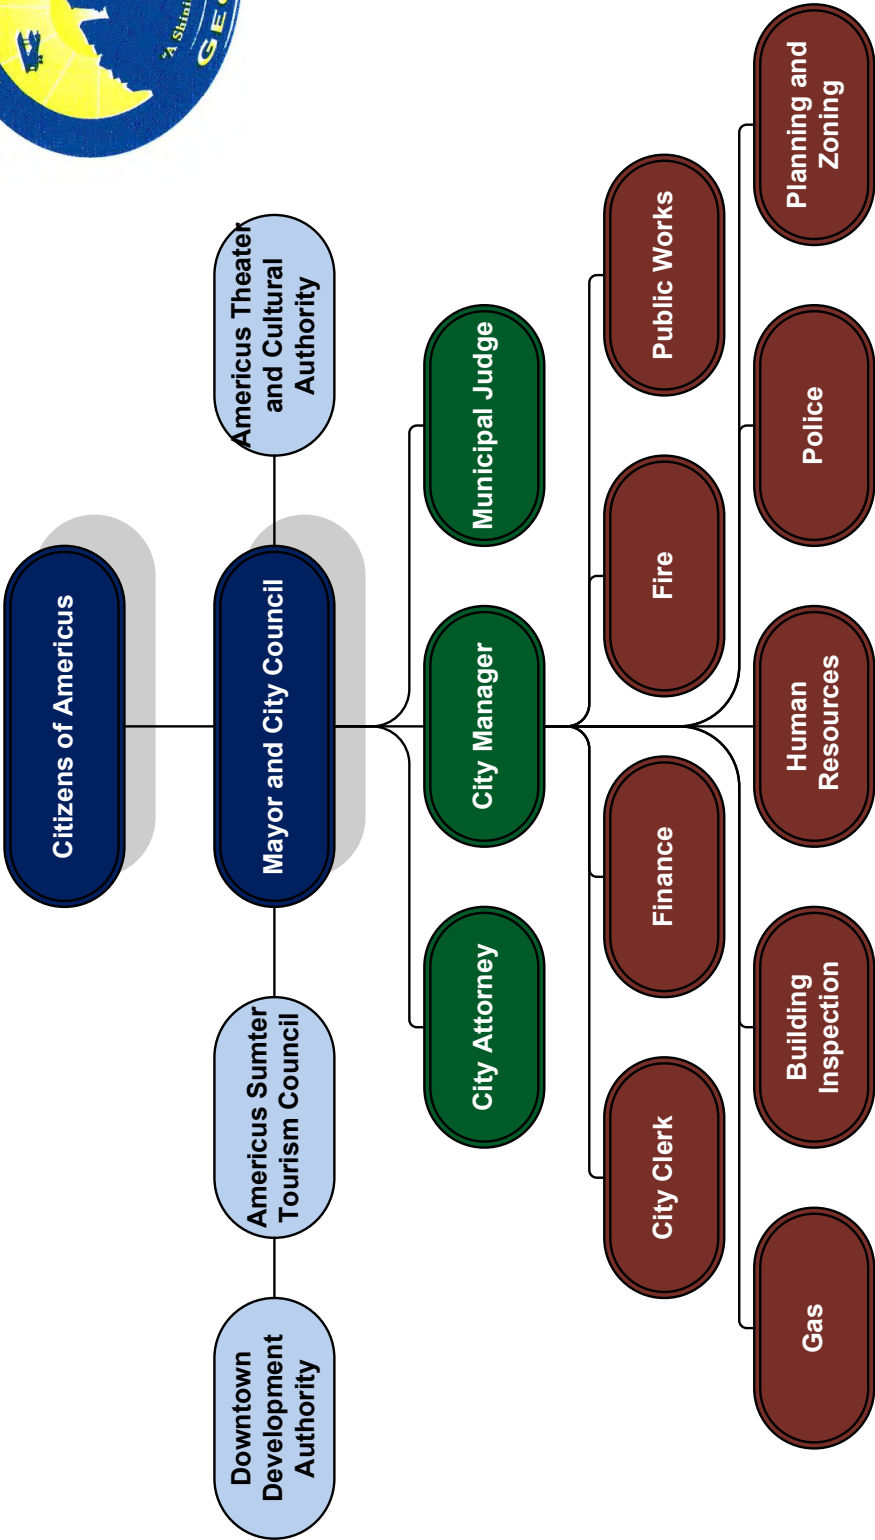 Citizens of Americus
"A Shini
Downtown
Development
Authority
Americus Sumter
Tourism Council
Mayor and City Council
Americus Theater
and Cultural
Authority
City Attorney
City Manager
Municipal Judge
City Clerk
Finance
Fire
Public Works
Gas
Building
Inspection
Human
Resources
Police
Planning and
Zoning